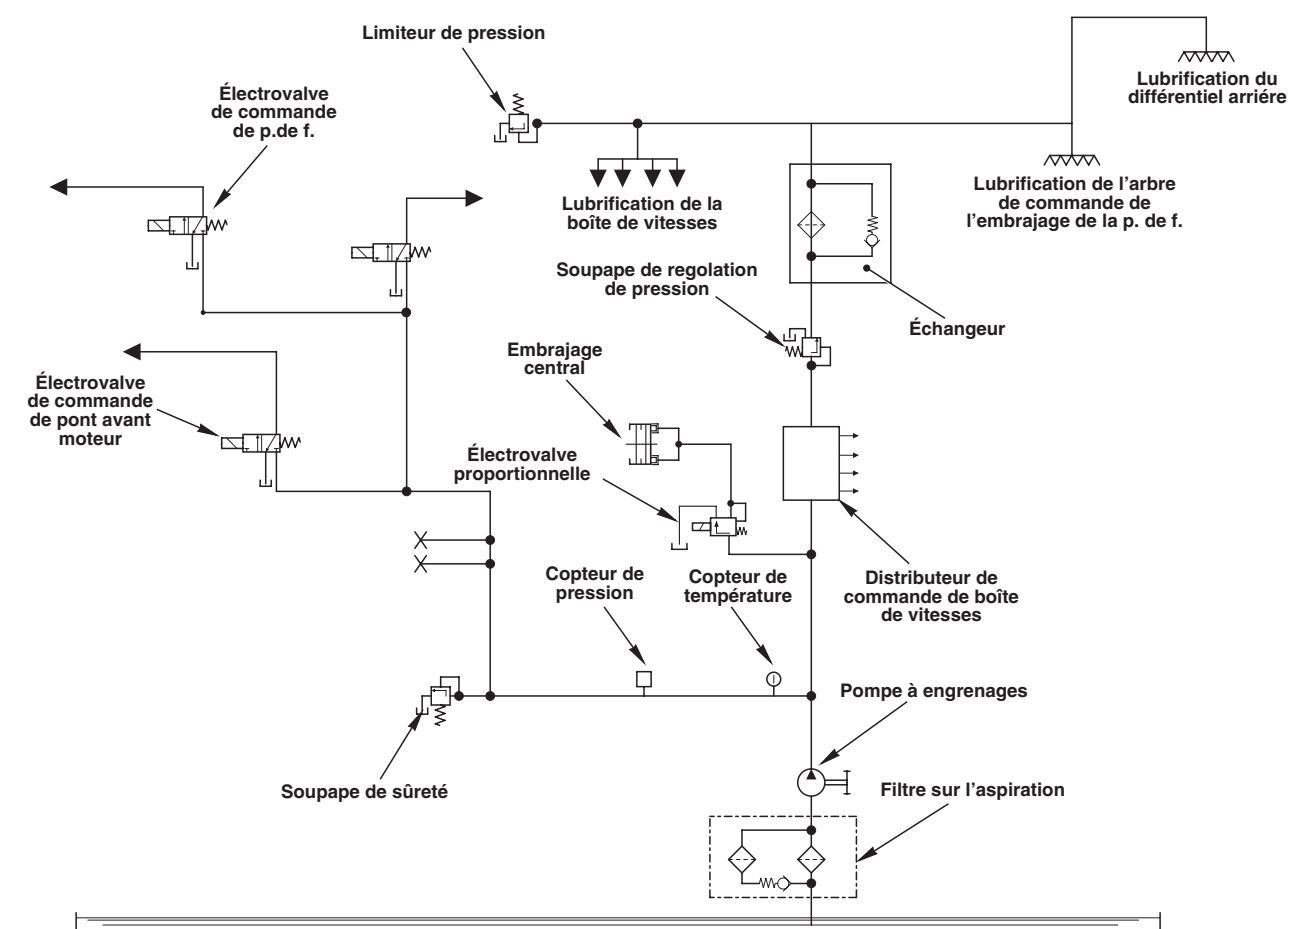 Limiteur de pression
Lubrification du
différentiel arriére
Électrovalve
de commande
de p.de f.
Lubrification de l’arbre
de commande de
l’embrajage de la p. de f.
Lubrification de la
boîte de vitesses
Soupape de regolation
de pression
Échangeur
Embrajage
central
Électrovalve
de commande
de pont avant
moteur
Électrovalve
proportionnelle
Copteur de
pression
Copteur de
température
Distributeur de
commande de boîte
de vitesses
Pompe à engrenages
Soupape de sûreté
Filtre sur l’aspiration